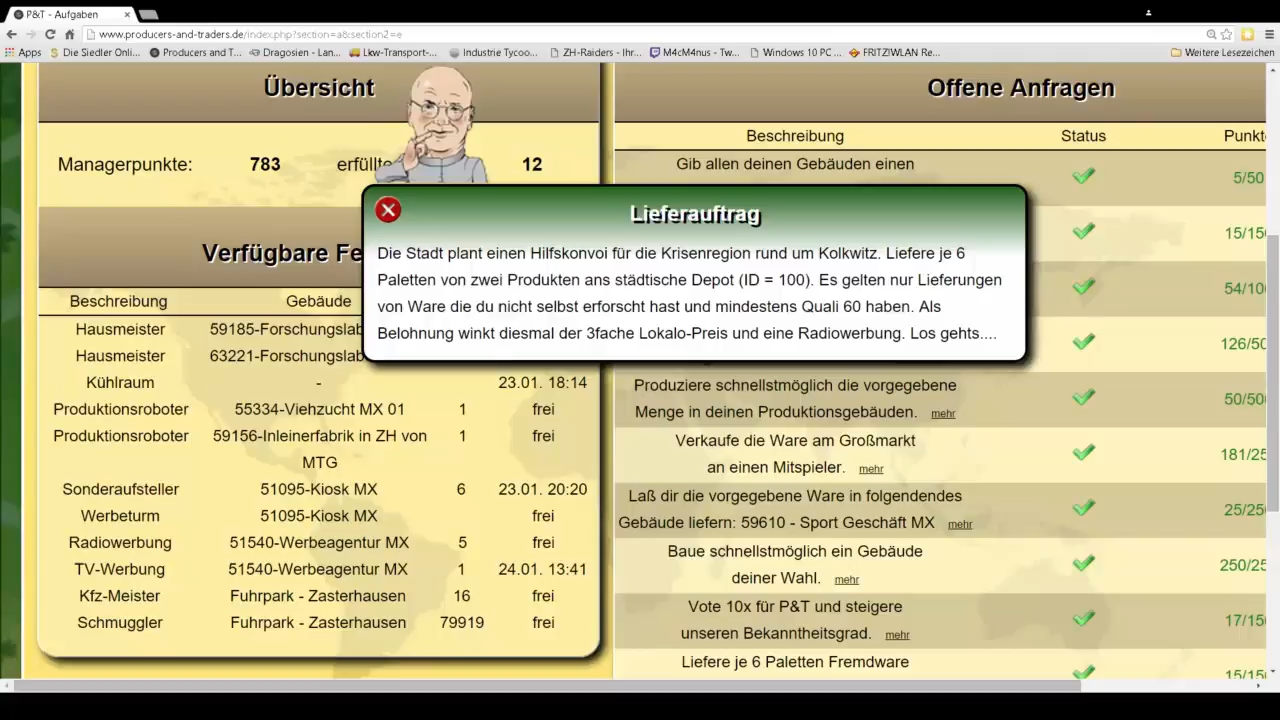 P&T - Aufgaben
www.producers-and-traders.de/index.php?section=a8&section2=e
Apps
Die Siedler Onli...
Producers and T...
Dragosien - Lan...
Lkw-Transport-...
Industrie Tycoo...
ZH-Raiders - Ihr...
M4cM4nus - Tw...
Windows 10 PC ...
FRITZ!WLAN Re...
Weitere Lesezeichen
Übersicht
Managerpunkte: 783 erfüllte 12
Verfügbare Fe
Beschreibung Gebäude
Hausmeister 59185-Forschungslab
Hausmeister 63221-Forschungslab
Kühlraum - 23.01. 18:14
Produktionsroboter 55334-Viehzucht MX 01 1 frei
Produktionsroboter 59156-Inleinerfabrik in ZH von 1 frei
MTG
Sonderaufsteller 51095-Kiosk MX 6 23.01. 20:20
Werbeturm 51095-Kiosk MX frei
Radiowerbung 51540-Werbeagentur MX 5 frei
TV-Werbung 51540-Werbeagentur MX 1 24.01. 13:41
Kfz-Meister Fuhrpark - Zasterhausen 16 frei
Schmuggler Fuhrpark - Zasterhausen 79919 frei
Lieferauftrag
Die Stadt plant einen Hilfskonvoi für die Krisenregion rund um Kolkwitz. Liefere je 6
Paletten von zwei Produkten ans städtische Depot (ID = 100). Es gelten nur Lieferungen
von Ware die du nicht selbst erforscht hast und mindestens Quali 60 haben. Als
Belohnung winkt diesmal der 3fache Lokalo-Preis und eine Radiowerbung. Los gehts....
Offene Anfragen
Beschreibung Status Punkt
Gib allen deinen Gebäuden einen
5/50
15/150
54/10
126/50
Produziere schnellstmöglich die vorgegebene
Menge in deinen Produktionsgebäuden. mehr
50/500
Verkaufe die Ware am Großmarkt
an einen Mitspieler. mehr
181/25
Laß dir die vorgegebene Ware in folgendendes
Gebäude liefern: 59610 - Sport Geschäft MX mehr
25/250
Baue schnellstmöglich ein Gebäude
deiner Wahl. mehr
250/25
Vote 10x für P&T und steigere
unseren Bekanntheitsgrad. mehr
17/150
Liefere je 6 Paletten Fremdware
15/15